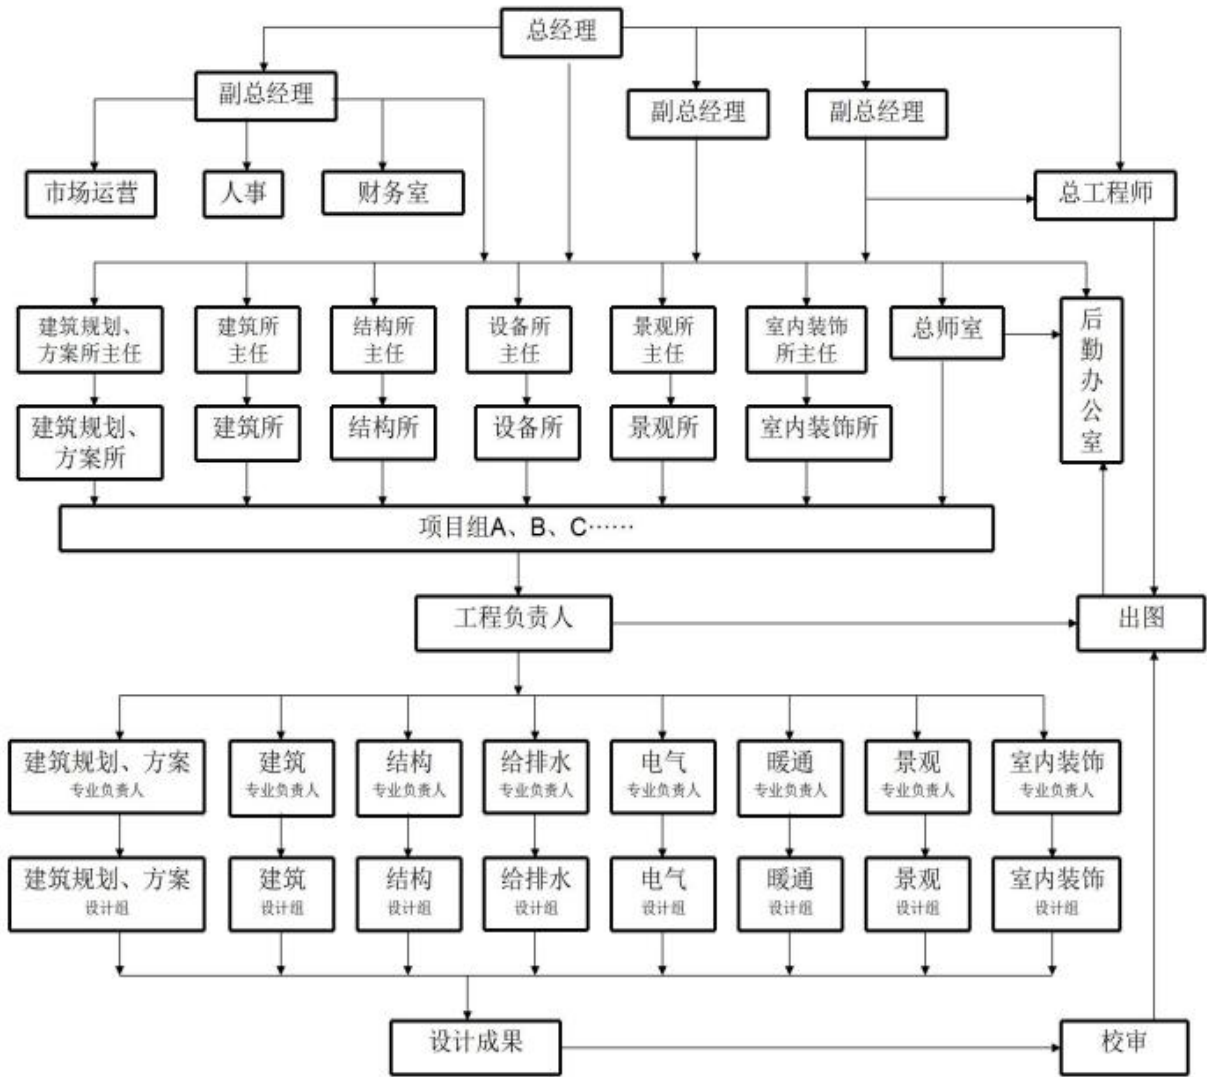 总经理
副总经理
副总经理
副总经理
市场运营
人事
财务室
总工程师
建筑规划、
方案所主任
建筑所
主任
结构所
主任
设备所
主任
景观所
主任
室内装饰
所主任
总师室
后勤办公室
建筑规划、
方案所
建筑所
结构所
设备所
景观所
室内装饰所
项目组A、B、C……
工程负责人
出图
建筑规划、方案
专业负责人
建筑
专业负责人
结构
专业负责人
给排水
专业负责人
电气
专业负责人
暖通
专业负责人
景观
专业负责人
室内装饰
专业负责人
建筑规划、方案
设计组
建筑
设计组
结构
设计组
给排水
设计组
电气
设计组
暖通
设计组
景观
设计组
室内装饰
设计组
设计成果
校审